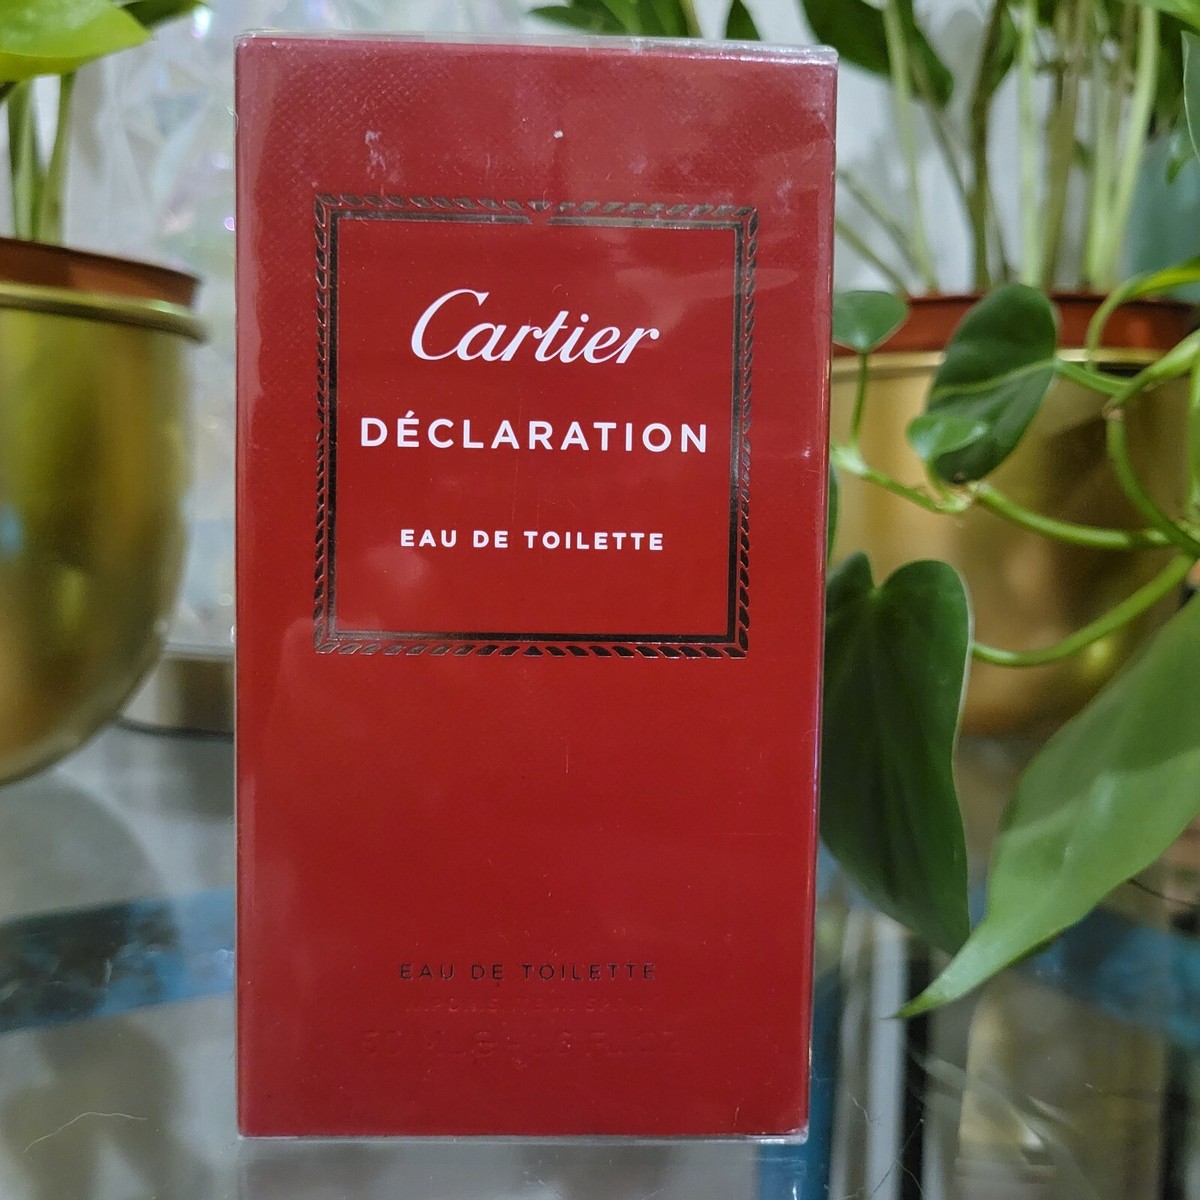 Cartier
DÉCLARATION
EAU DE TOILETTE
EAU DE TOILETTE